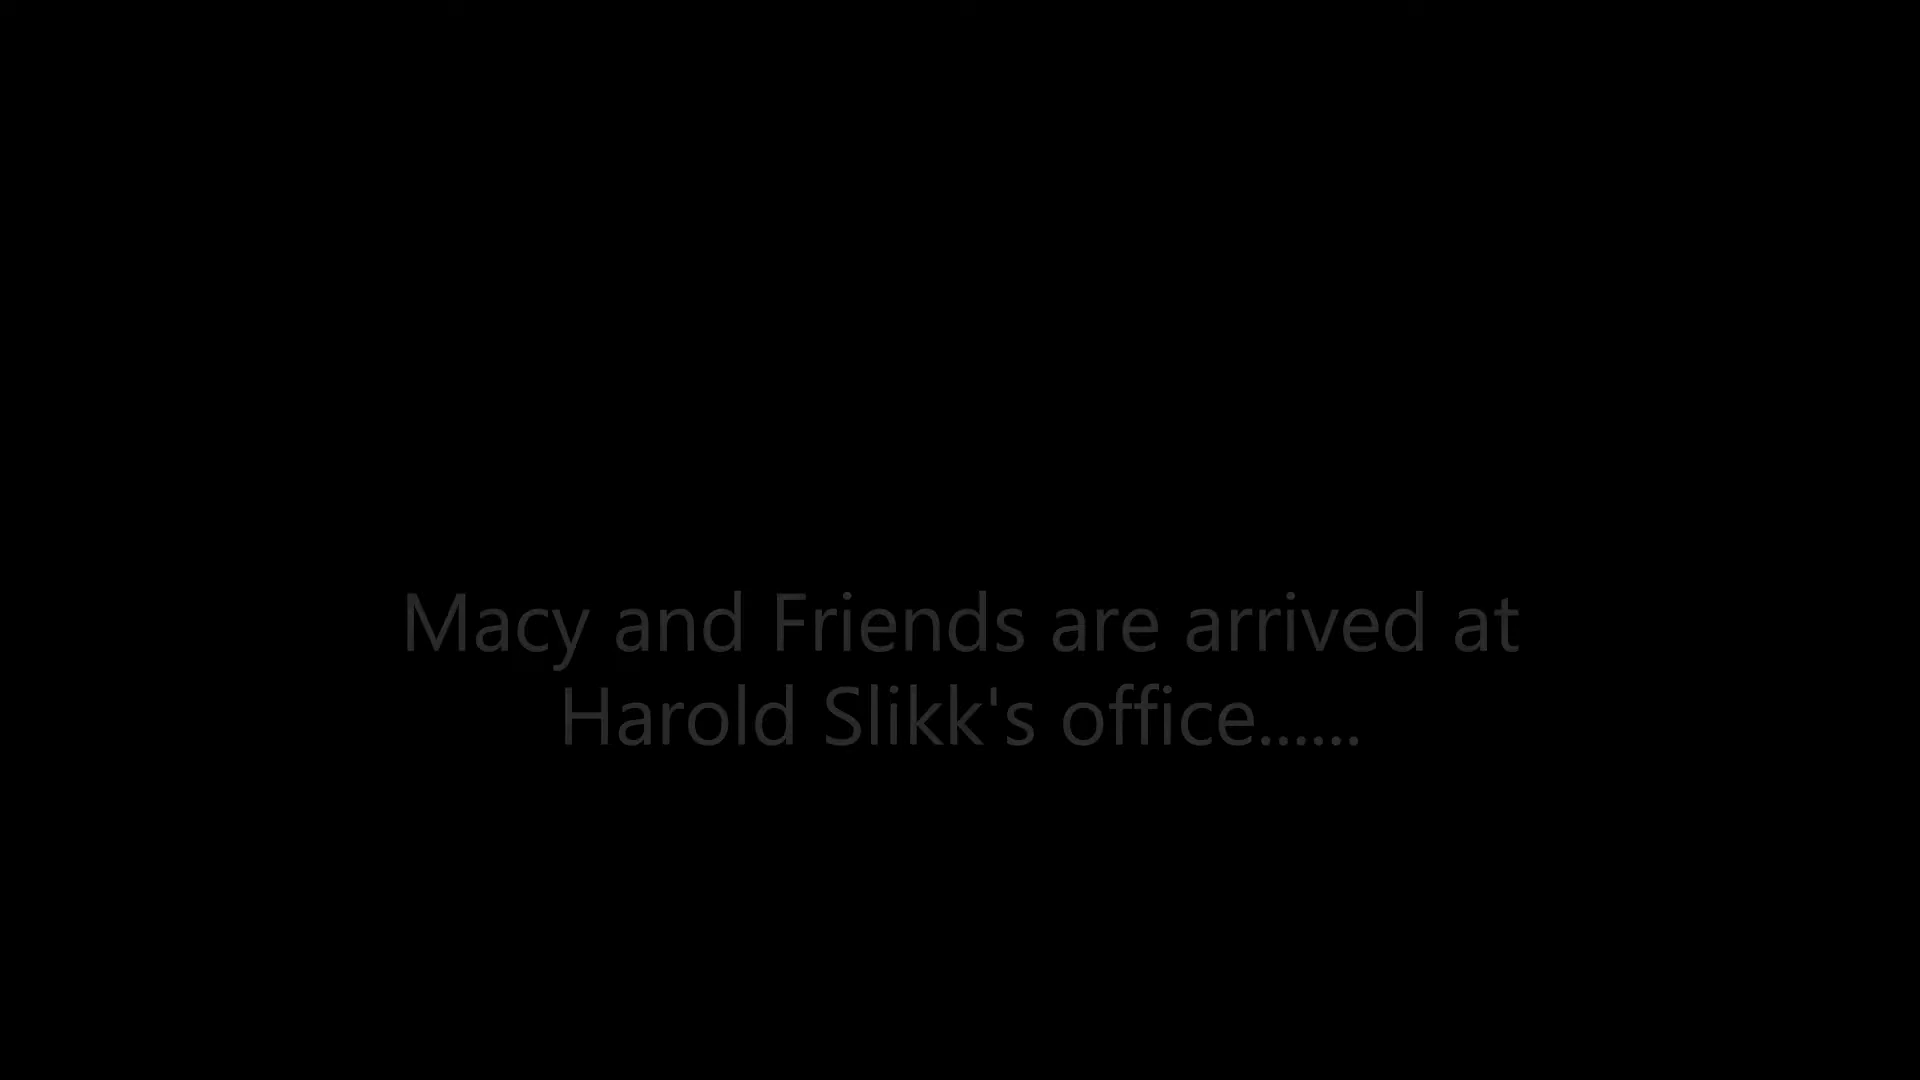 Macy and Friends are arrived at
Harold Slikk's office......